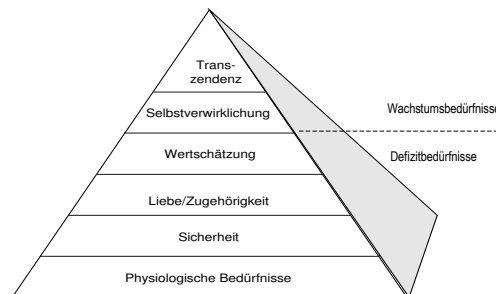 Trans-
zendenz
Selbstverwirklichung
Wachstumsbedürfnisse
Wertschätzung
Defizitbedürfnisse
Liebe/Zugehörigkeit
Sicherheit
Physiologische Bedürfnisse